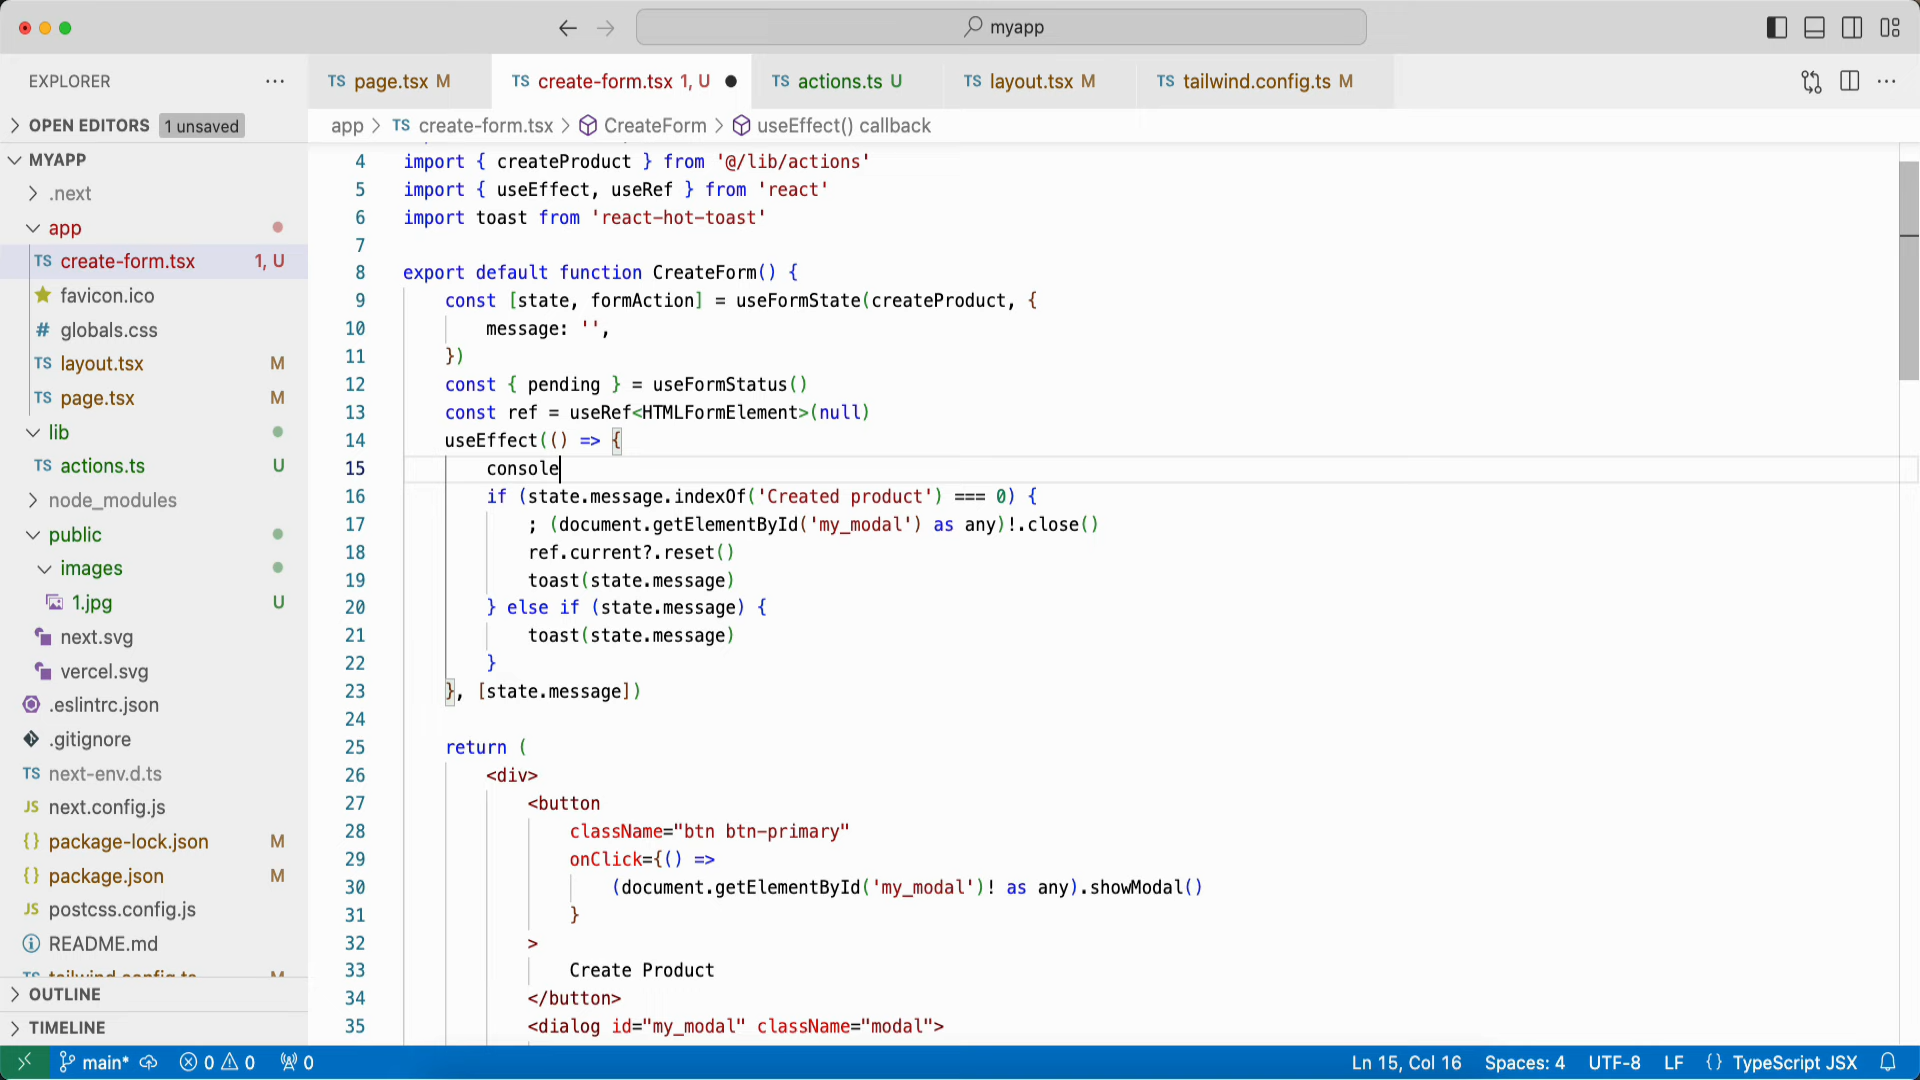 myapp
EXPLORER
OPEN EDITORS 1 unsaved
MYAPP
.next
app
TS create-form.tsx 1, U
favicon.ico
# globals.css
TS layout.tsx M
TS page.tsx M
lib
TS actions.ts U
node_modules
public
images
1.jpg U
next.svg
vercel.svg
.eslintrc.json
.gitignore
TS next-env.d.ts
JS next.config.js
{} package-lock.json M
{} package.json M
JS postcss.config.js
README.md
TS tailwind.config.ts M
OUTLINE
TIMELINE
TS page.tsx M
TS create-form.tsx 1, U
TS actions.ts U
TS layout.tsx M
TS tailwind.config.ts M
app > TS create-form.tsx > CreateForm > useEffect() callback
4 import { createProduct } from '@/lib/actions'
5 import { useEffect, useRef } from 'react'
6 import toast from 'react-hot-toast'
7
8 export default function CreateForm() {
9 const [state, formAction] = useFormState(createProduct, {
10 message: '',
11 })
12 const { pending } = useFormStatus()
13 const ref = useRef<HTMLFormElement>(null)
14 useEffect(() => {
15 console
16 if (state.message.indexOf('Created product') === 0) {
17 ; (document.getElementById('my_modal') as any)!.close()
18 ref.current?.reset()
19 toast(state.message)
20 } else if (state.message) {
21 toast(state.message)
22 }
23 }, [state.message])
24
25 return (
26 <div>
27 <button
28 className="btn btn-primary"
29 onClick={() =>
30 (document.getElementById('my_modal')! as any).showModal()
31 }
32 >
33 Create Product
34 </button>
35 <dialog id="my_modal" className="modal">
main* 0 0 0
Ln 15, Col 16 Spaces: 4 UTF-8 LF {} TypeScript JSX